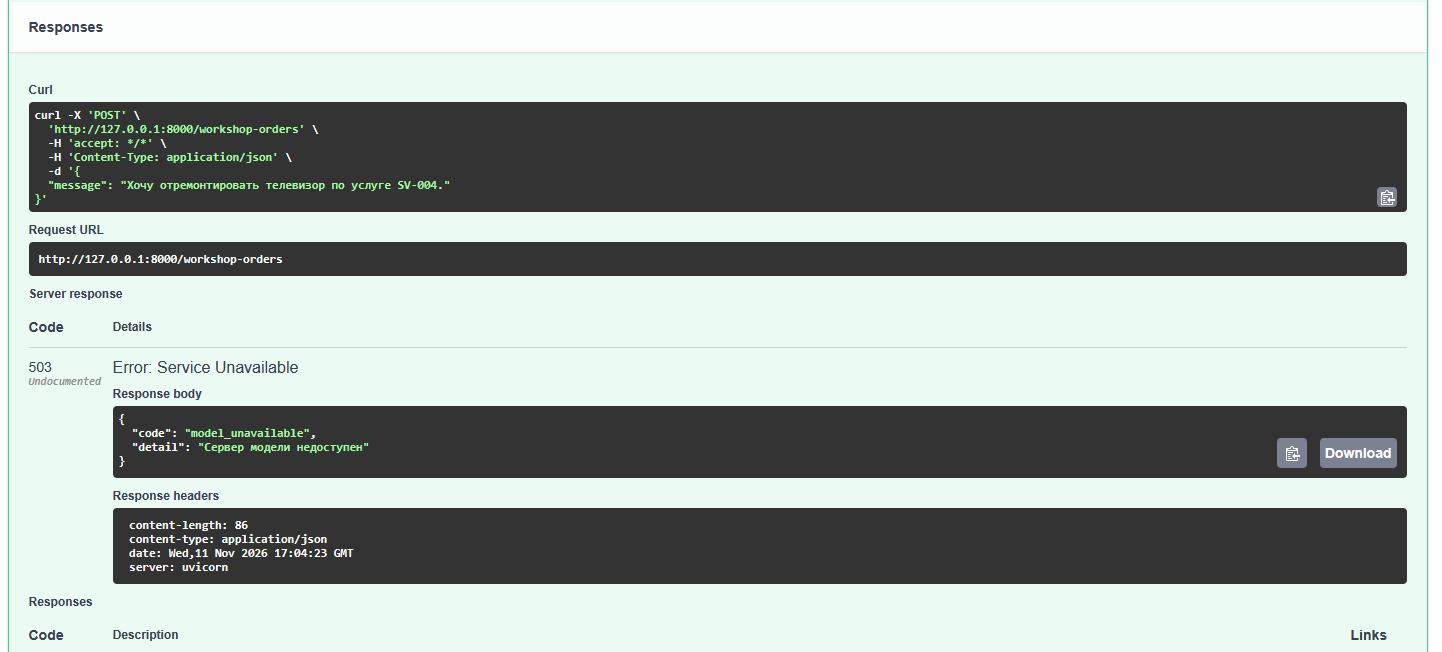 Responses
Curl
curl -X 'POST' \
'http://127.0.0.1:8000/workshop-orders' \
-H 'accept: */*' \
-H 'Content-Type: application/json' \
-d '{
"message": "Хочу отремонтировать телевизор по услуге SV-004."
}'
Request URL
http://127.0.0.1:8000/workshop-orders
Server response
Code Details
503 Error: Service Unavailable
Undocumented
Response body
{
"code": "model_unavailable",
"detail": "Сервер модели недоступен"
}
Download
Response headers
content-length: 86
content-type: application/json
date: Wed,11 Nov 2026 17:04:23 GMT
server: uvicorn
Responses
Code Description Links